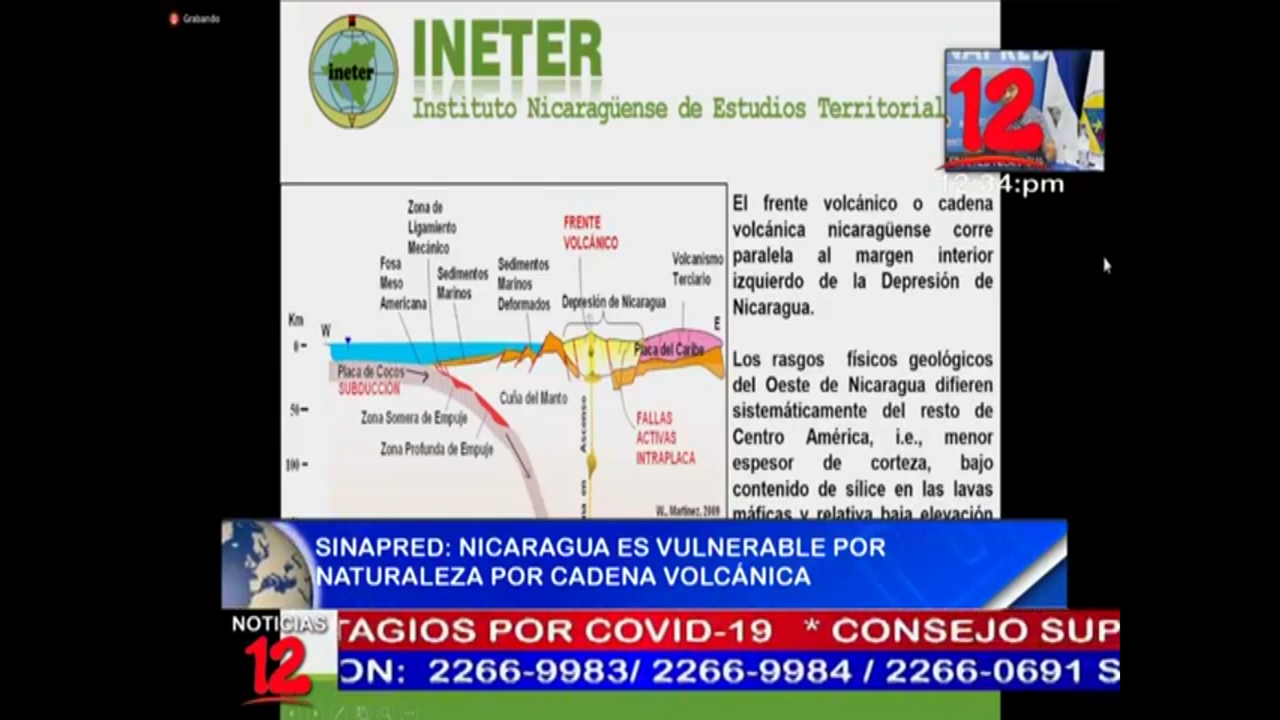 Grabando
ineter
INETER
Instituto Nicaragüense de Estudios Territorial
12
12:34:pm
Zona de
Ligamiento
Mecánico
Fosa
Meso
Americana
Sedimentos
Marinos
Sedimentos
Marinos
Deformados
FRENTE
VOLCÁNICO
Depresión de Nicaragua
Volcanismo
Terciario
Km
W
E
0
50
100
Placa de Cocos
SUBDUCCIÓN
Placa del Caribe
Zona Somera de Empuje
Cuña del Manto
Zona Profunda de Empuje
en Ascenso
FALLAS
ACTIVAS
INTRAPLACA
W. Martínez, 2009
El frente volcánico o cadena
volcánica nicaragüense corre
paralela al margen interior
izquierdo de la Depresión de
Nicaragua.
Los rasgos físicos geológicos
del Oeste de Nicaragua difieren
sistemáticamente del resto de
Centro América, i.e., menor
espesor de corteza, bajo
contenido de sílice en las lavas
máficas y relativa baja elevación
SINAPRED: NICARAGUA ES VULNERABLE POR
NATURALEZA POR CADENA VOLCÁNICA
NOTICIAS
12
TAGIOS POR COVID-19 * CONSEJO SUP
ON: 2266-9983/ 2266-9984 / 2266-0691 S